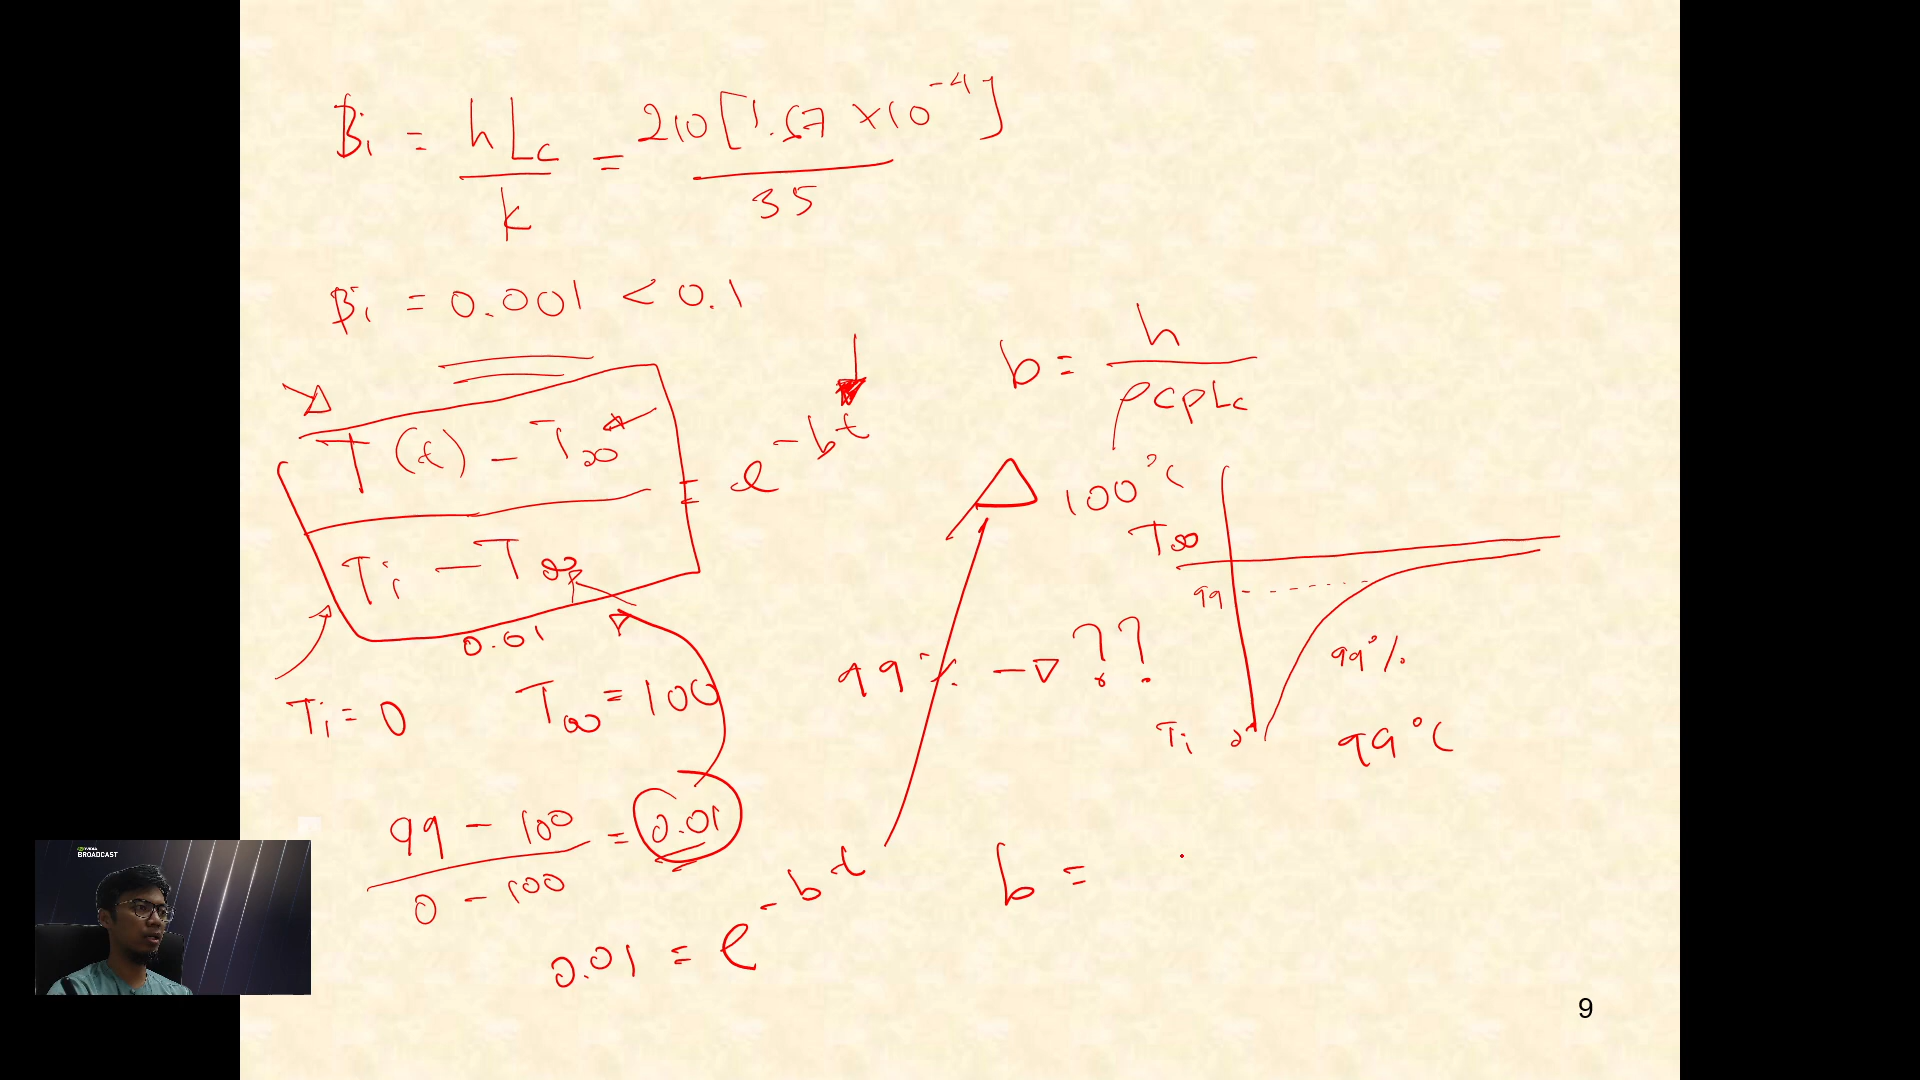 Bi = hLc / k = 210[1.57 × 10⁻⁴] / 35
Bi = 0.001 < 0.1
b = h / ρCpLc
T(t) – T∞ / Ti – T∞ = e^-bt
100°C
T∞
99
0.01
99% → ??
99%
Ti = 0 T∞ = 100
Ti 0
99°C
99 – 100 / 0 – 100 = 0.01
b =
0.01 = e^-bt
NVIDIA
BROADCAST
9